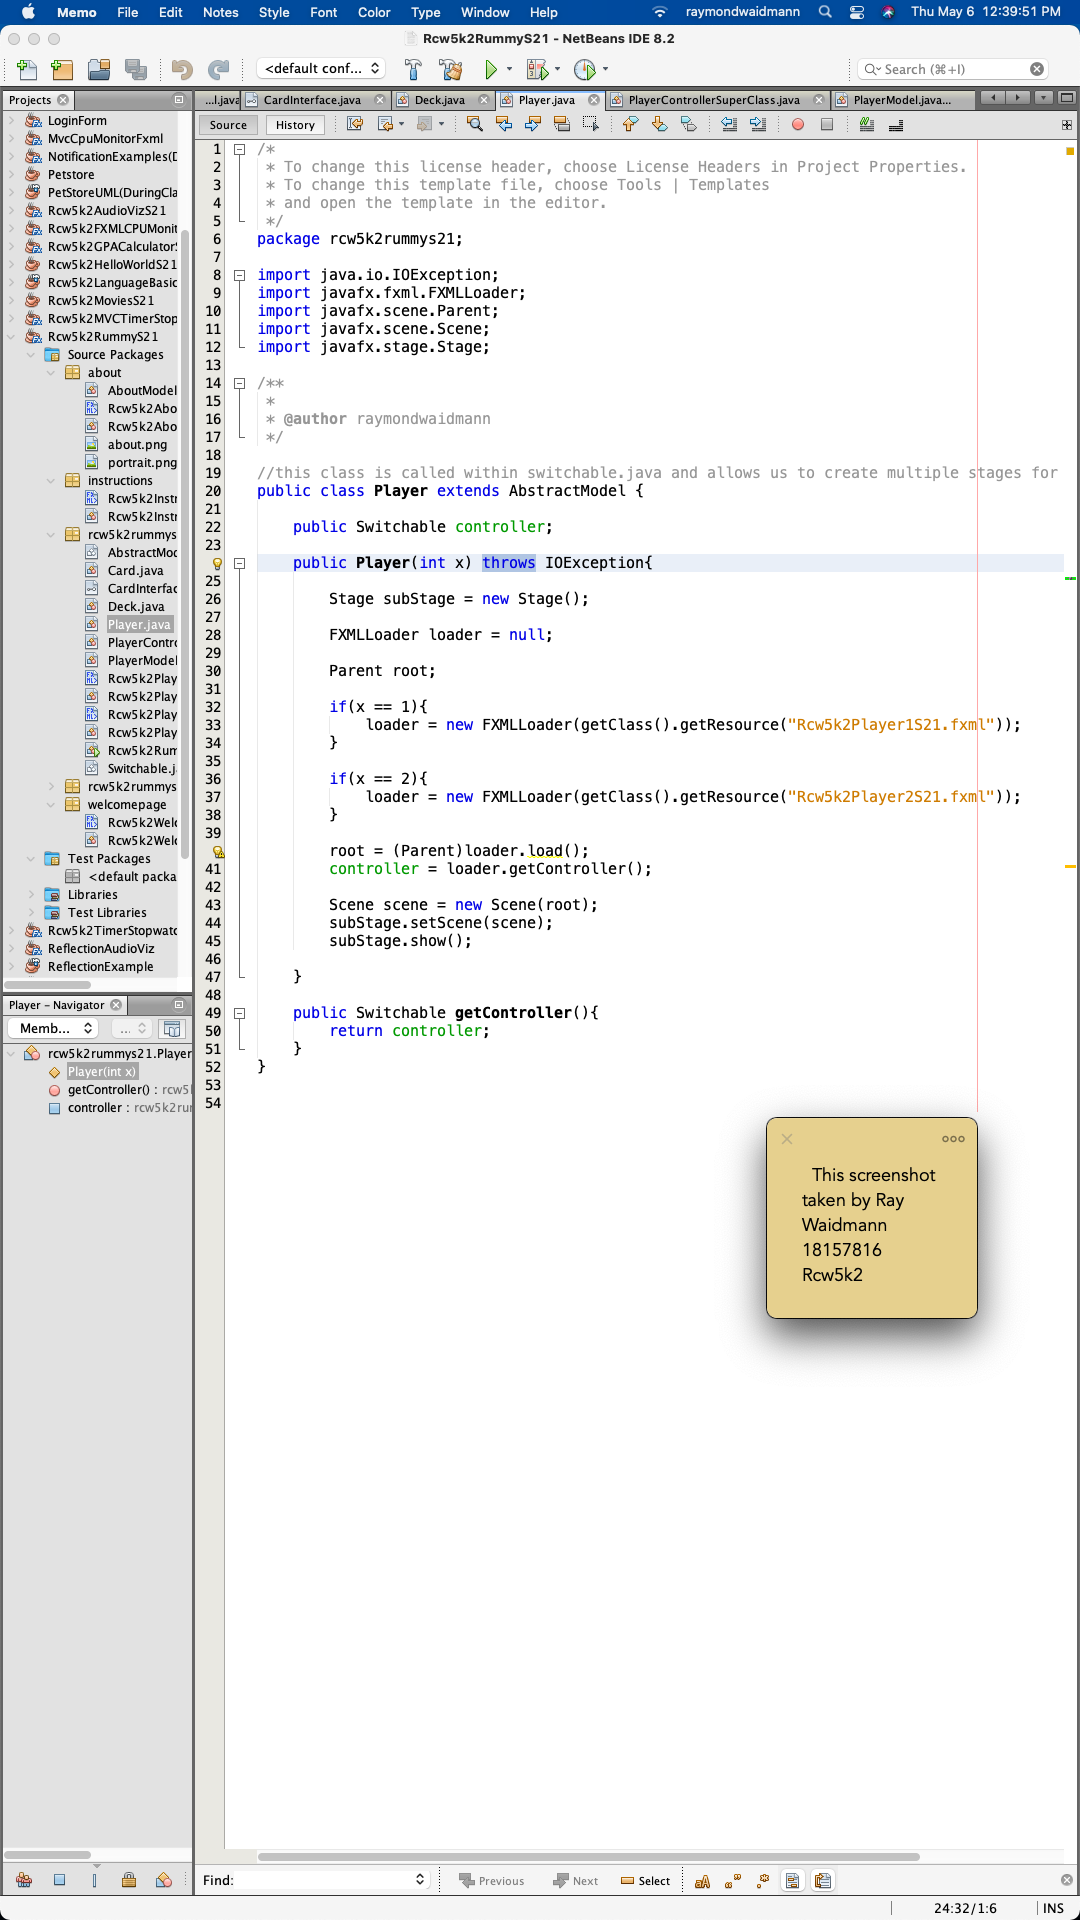 Memo File Edit Notes Style Font Color Type Window Help raymondwaidmann Thu May 6 12:39:51 PM
Rcw5k2RummyS21 - NetBeans IDE 8.2
<default conf... Search (⌘+I)
Projects
...l.java CardInterface.java Deck.java Player.java PlayerControllerSuperClass.java PlayerModel.java...
Source History
LoginForm
MvcCpuMonitorFxml
NotificationExamples(D
Petstore
PetStoreUML(DuringCla
Rcw5k2AudioVizS21
Rcw5k2FXMLCPUMonit
Rcw5k2GPACalculatorS
Rcw5k2HelloWorldS21
Rcw5k2LanguageBasic
Rcw5k2MoviesS21
Rcw5k2MVCTimerStop
Rcw5k2RummyS21
Source Packages
about
AboutModel
Rcw5k2Abo
Rcw5k2Abo
about.png
portrait.png
instructions
Rcw5k2Instr
Rcw5k2Instr
rcw5k2rummys
AbstractMod
Card.java
CardInterfac
Deck.java
Player.java
PlayerContro
PlayerModel
Rcw5k2Play
Rcw5k2Play
Rcw5k2Play
Rcw5k2Play
Rcw5k2Rum
Switchable.j
rcw5k2rummys
welcomepage
Rcw5k2Welc
Rcw5k2Welc
Test Packages
<default packa
Libraries
Test Libraries
Rcw5k2TimerStopwatc
ReflectionAudioViz
ReflectionExample
Player - Navigator
Memb... ...
rcw5k2rummys21.Player
Player(int x)
getController() : rcw5
controller : rcw5k2rur
1 /*
2 * To change this license header, choose License Headers in Project Properties.
3 * To change this template file, choose Tools | Templates
4 * and open the template in the editor.
5 */
6 package rcw5k2rummys21;
7
8 import java.io.IOException;
9 import javafx.fxml.FXMLLoader;
10 import javafx.scene.Parent;
11 import javafx.scene.Scene;
12 import javafx.stage.Stage;
13
14 /**
15 *
16 * @author raymondwaidmann
17 */
18
19 //this class is called within switchable.java and allows us to create multiple stages for
20 public class Player extends AbstractModel {
21
22 public Switchable controller;
23
public Player(int x) throws IOException{
25
26 Stage subStage = new Stage();
27
28 FXMLLoader loader = null;
29
30 Parent root;
31
32 if(x == 1){
33 loader = new FXMLLoader(getClass().getResource("Rcw5k2Player1S21.fxml"));
34 }
35
36 if(x == 2){
37 loader = new FXMLLoader(getClass().getResource("Rcw5k2Player2S21.fxml"));
38 }
39
root = (Parent)loader.load();
41 controller = loader.getController();
42
43 Scene scene = new Scene(root);
44 subStage.setScene(scene);
45 subStage.show();
46
47 }
48
49 public Switchable getController(){
50 return controller;
51 }
52 }
53
54
This screenshot
taken by Ray
Waidmann
18157816
Rcw5k2
Find: Previous Next Select
24:32/1:6 INS